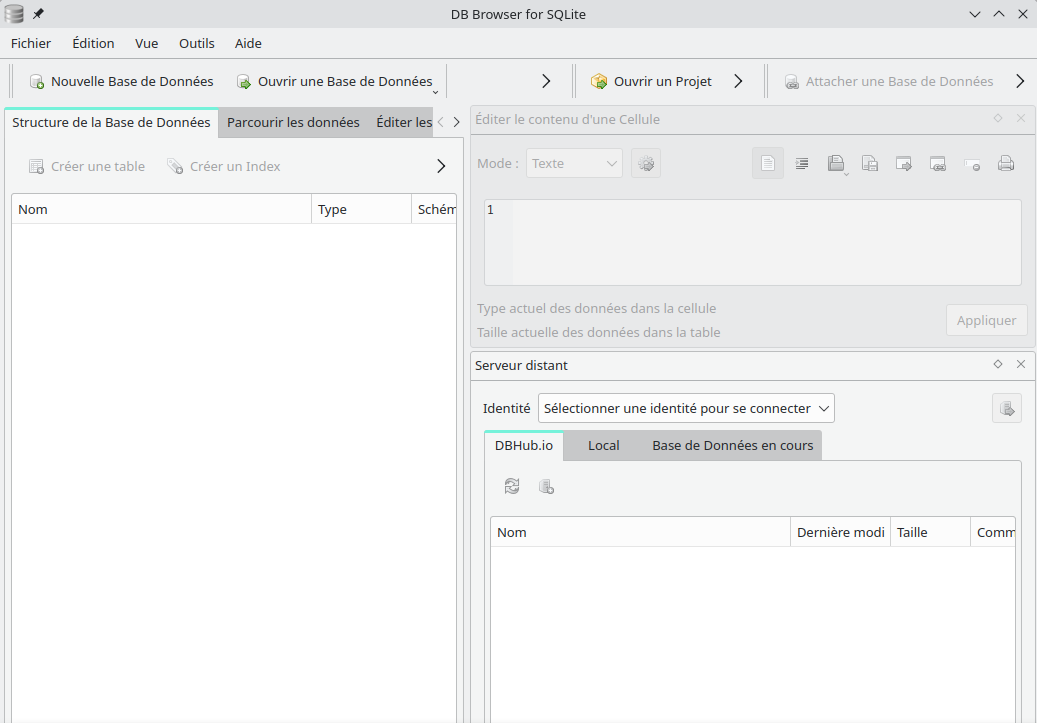 DB Browser for SQLite
Fichier Édition Vue Outils Aide
Nouvelle Base de Données Ouvrir une Base de Données Ouvrir un Projet Attacher une Base de Données
Structure de la Base de Données Parcourir les données Éditer les
Créer une table Créer un Index
Nom Type Schém
Éditer le contenu d'une Cellule
Mode : Texte
1
Type actuel des données dans la cellule
Taille actuelle des données dans la table
Appliquer
Serveur distant
Identité Sélectionner une identité pour se connecter
DBHub.io Local Base de Données en cours
Nom Dernière modi Taille Comm